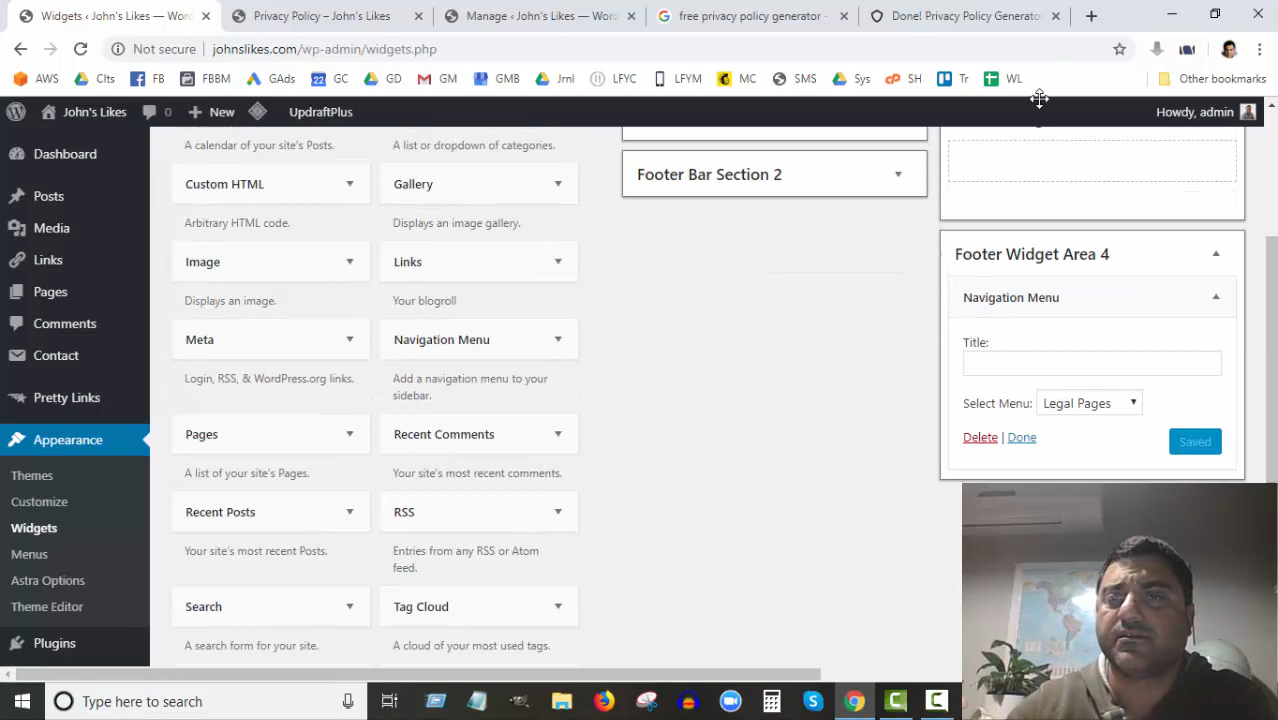 Widgets ‹ John's Likes — Wor
Privacy Policy – John's Likes
Manage ‹ John's Likes — Wor
free privacy policy generator -
Done! Privacy Policy Generator
Not secure
johnslikes.com/wp-admin/widgets.php
AWS
Clts
FB
FBBM
GAds
22
GC
GD
GM
GMB
Jrnl
LFYC
LFYM
MC
SMS
Sys
SH
Tr
WL
Other bookmarks
John's Likes
0
New
UpdraftPlus
Howdy, admin
Dashboard
Posts
Media
Links
Pages
Comments
Contact
Pretty Links
Appearance
Themes
Customize
Widgets
Menus
Astra Options
Theme Editor
Plugins
A calendar of your site's Posts.
A list or dropdown of categories.
Custom HTML
Gallery
Arbitrary HTML code.
Displays an image gallery.
Image
Links
Displays an image.
Your blogroll
Meta
Navigation Menu
Login, RSS, & WordPress.org links.
Add a navigation menu to your
sidebar.
Pages
Recent Comments
A list of your site's Pages.
Your site's most recent comments.
Recent Posts
RSS
Your site's most recent Posts.
Entries from any RSS or Atom
feed.
Search
Tag Cloud
A search form for your site.
A cloud of your most used tags.
Footer Bar Section 2
Footer Widget Area 4
Navigation Menu
Title:
Select Menu: Legal Pages
Delete | Done
Saved
Type here to search